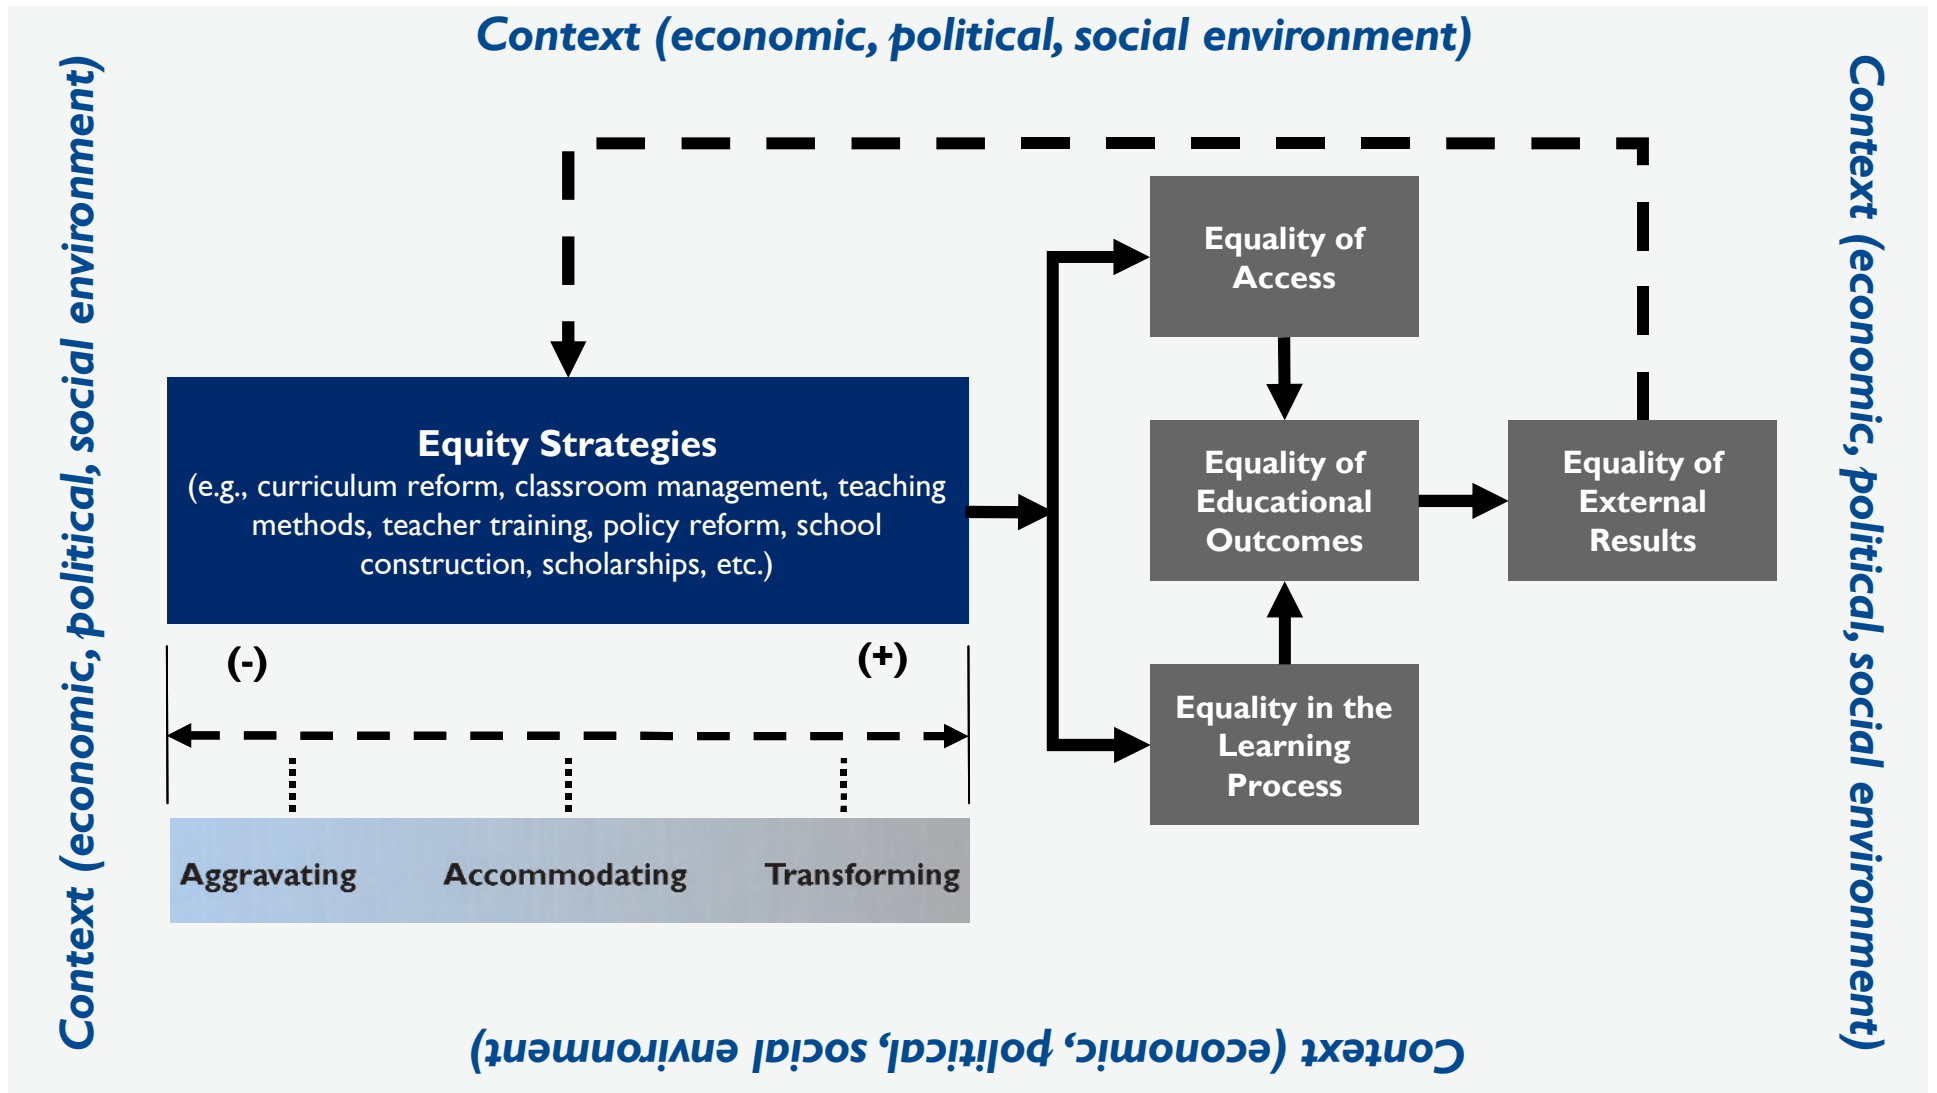 Context (economic, political, social environment)
Context (economic, political, social environment)
Context (economic, political, social environment)
Equality of
Access
Equity Strategies
(e.g., curriculum reform, classroom management, teaching
methods, teacher training, policy reform, school
construction, scholarships, etc.)
Equality of
Educational
Outcomes
Equality of
External
Results
(-)
(+)
Equality in the
Learning
Process
Aggravating
Accommodating
Transforming
Context (economic, political, social environment)